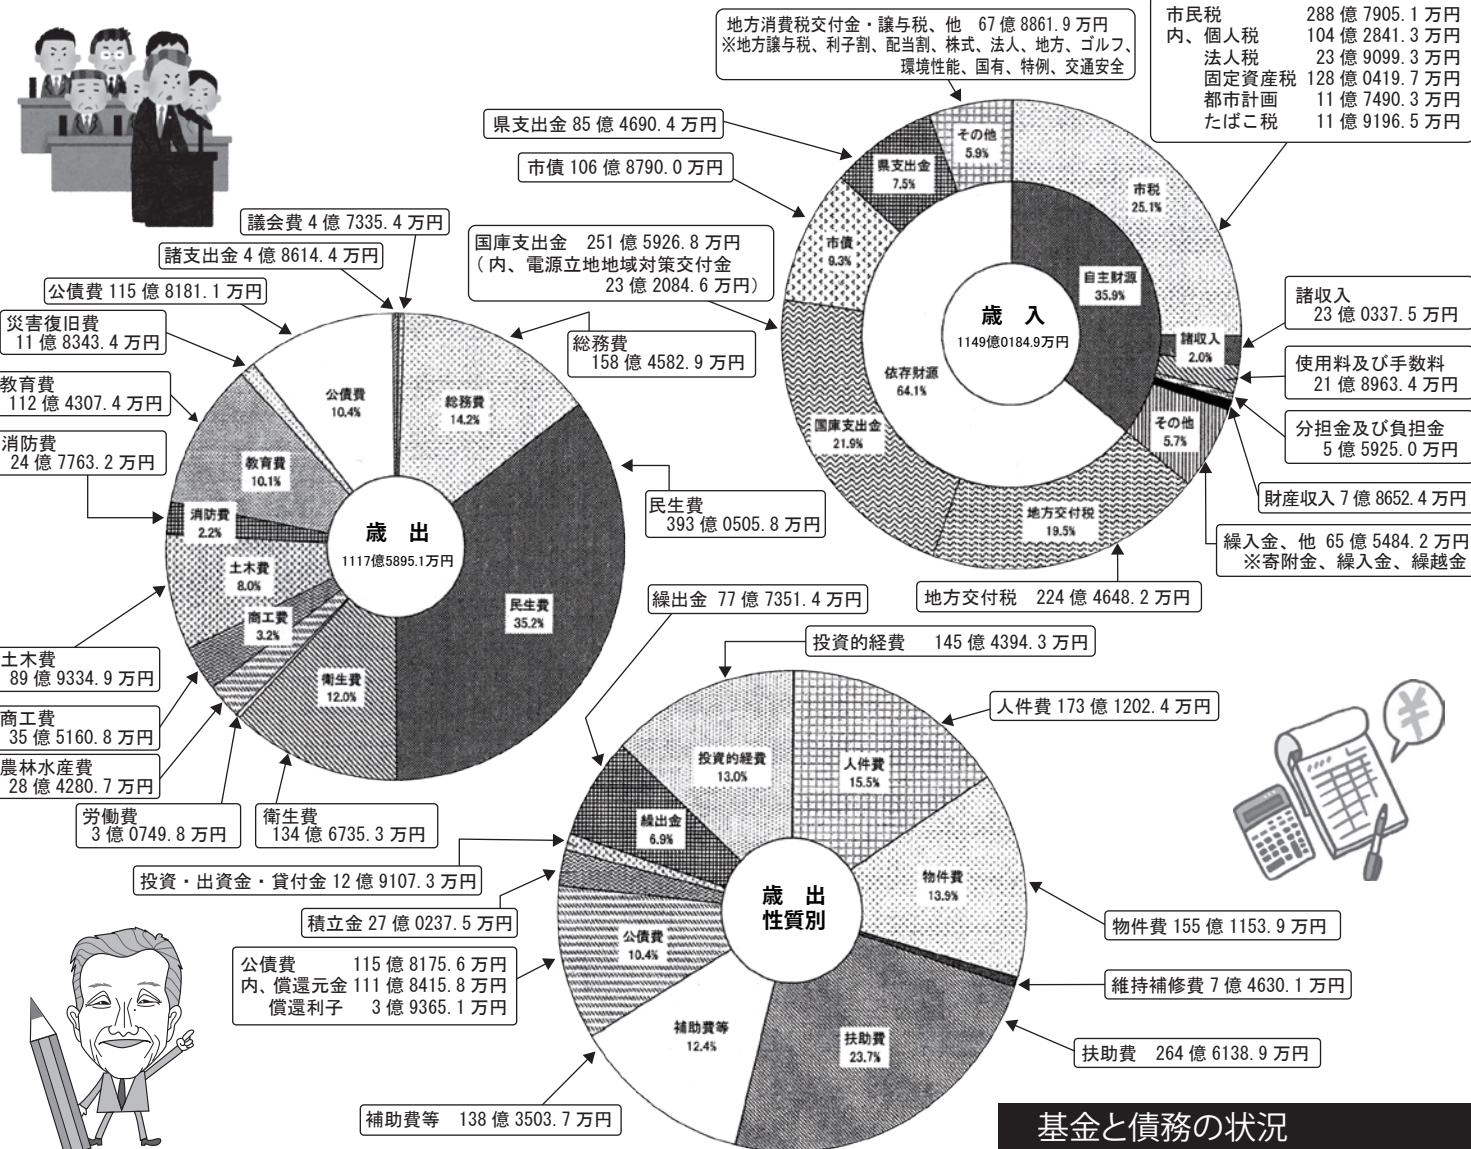 地方消費税交付金・譲与税、他　67億8861.9万円
※地方譲与税、利子割、配当割、株式、法人、地方、ゴルフ、
環境性能、国有、特例、交通安全
市民税　288億7905.1万円
内、個人税　104億2841.3万円
法人税　23億9099.3万円
固定資産税 128億0419.7万円
都市計画　11億7490.3万円
たばこ税　11億9196.5万円
県支出金 85億4690.4万円
市債 106億8790.0万円
国庫支出金　251億5926.8万円
(内、電源立地地域対策交付金
23億2084.6万円)
その他
5.9%
県支出金
7.5%
市債
9.3%
国庫支出金
21.9%
地方交付税
19.5%
その他
5.7%
諸収入
2.0%
市税
25.1%
自主財源
35.9%
依存財源
64.1%
歳　入
1149億0184.9万円
諸収入
23億0337.5万円
使用料及び手数料
21億8963.4万円
分担金及び負担金
5億5925.0万円
財産収入 7億8652.4万円
繰入金、他 65億5484.2万円
※寄附金、繰入金、繰越金
地方交付税　224億4648.2万円
議会費 4億7335.4万円
諸支出金 4億8614.4万円
公債費 115億8181.1万円
災害復旧費
11億8343.4万円
教育費
112億4307.4万円
消防費
24億7763.2万円
土木費
89億9334.9万円
商工費
35億5160.8万円
農林水産費
28億4280.7万円
労働費
3億0749.8万円
衛生費
134億6735.3万円
総務費
158億4582.9万円
民生費
393億0505.8万円
公債費
10.4%
総務費
14.2%
教育費
10.1%
消防費
2.2%
土木費
8.0%
商工費
3.2%
衛生費
12.0%
民生費
35.2%
歳　出
1117億5895.1万円
繰出金 77億7351.4万円
投資的経費　145億4394.3万円
人件費 173億1202.4万円
物件費 155億1153.9万円
維持補修費 7億4630.1万円
扶助費　264億6138.9万円
補助費等　138億3503.7万円
公債費　115億8175.6万円
内、償還元金 111億8415.8万円
償還利子　3億9365.1万円
積立金 27億0237.5万円
投資・出資金・貸付金 12億9107.3万円
投資的経費
13.0%
人件費
15.5%
繰出金
6.9%
物件費
13.9%
公債費
10.4%
補助費等
12.4%
扶助費
23.7%
歳　出
性質別
¥
基金と債務の状況